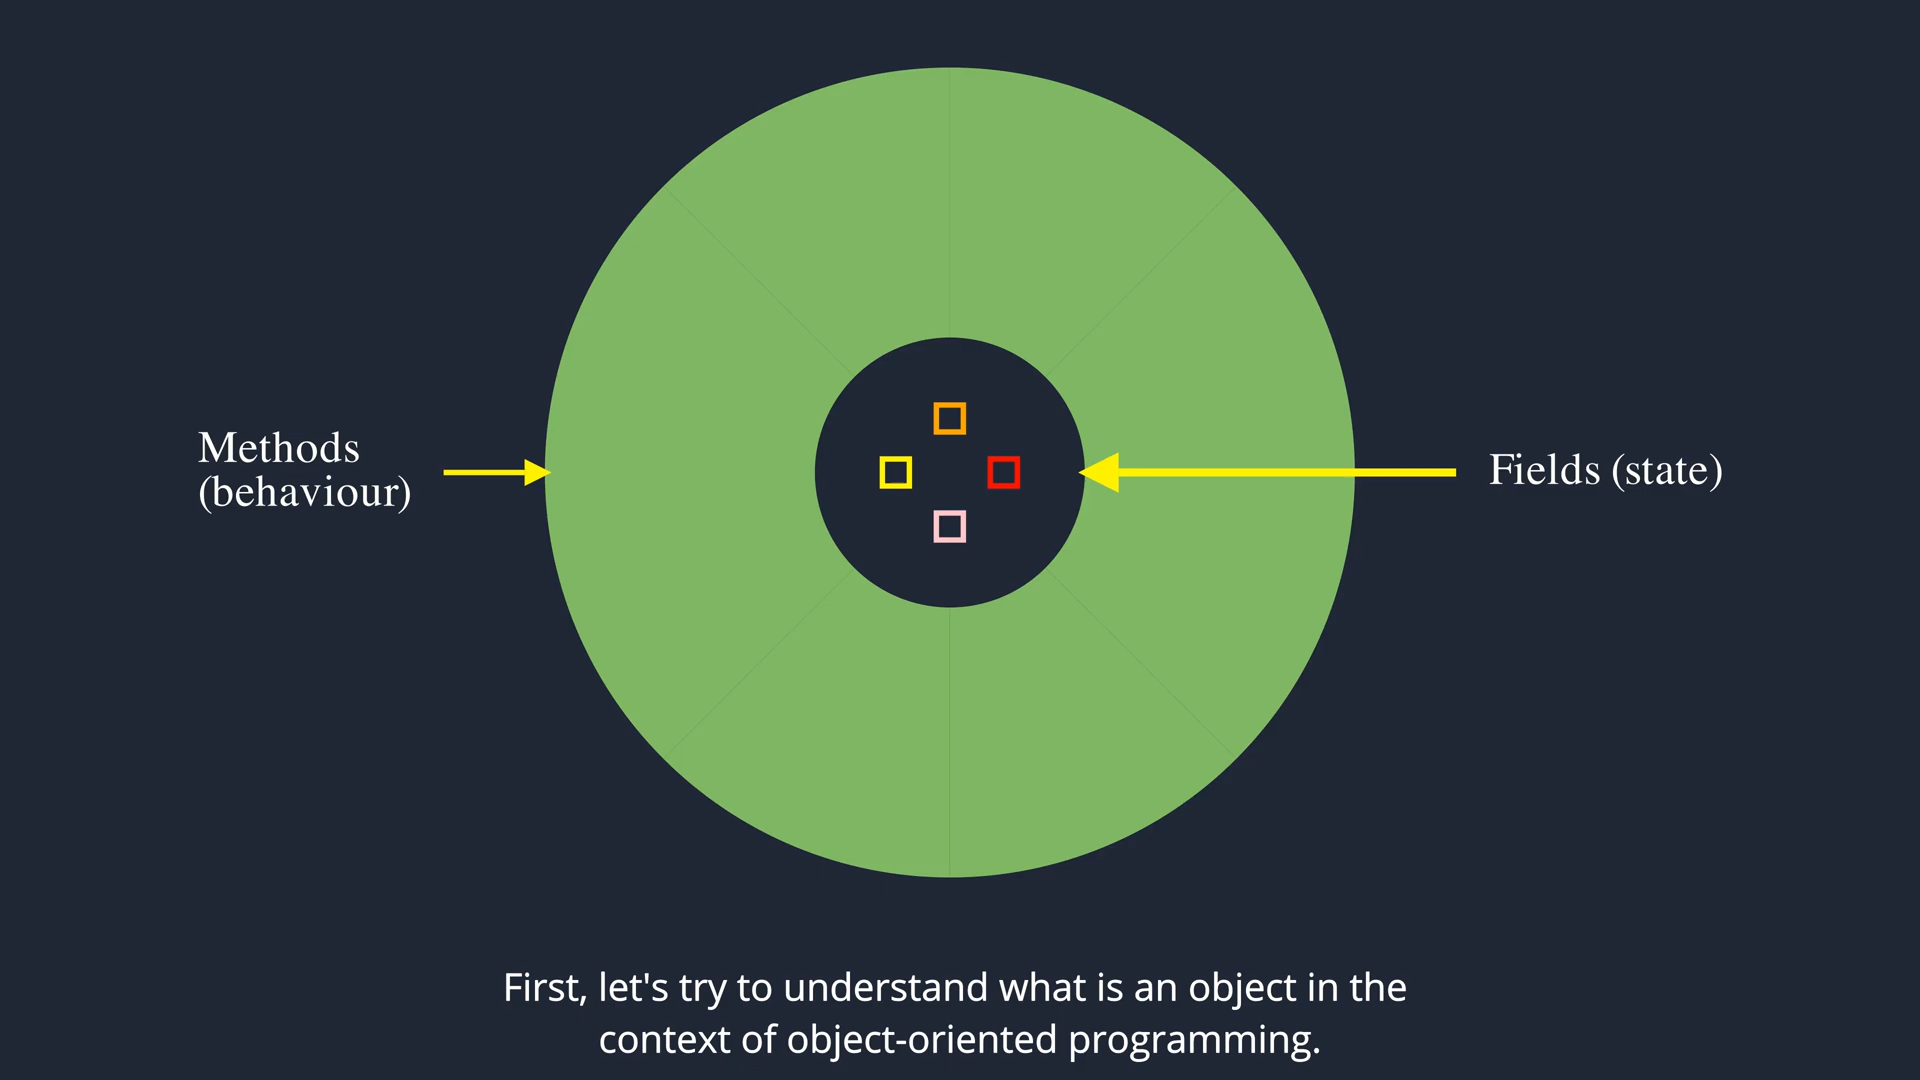 Methods
(behaviour)
Fields (state)
First, let's try to understand what is an object in the
context of object-oriented programming.